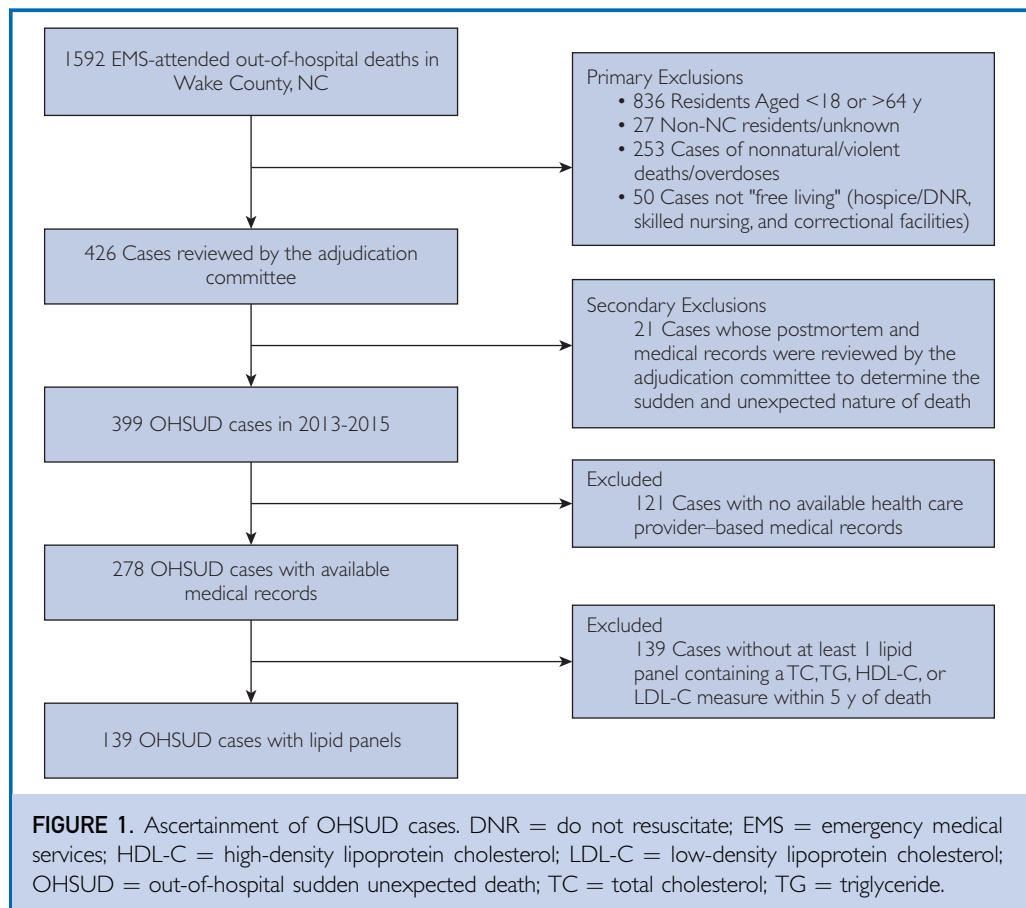 1592 EMS-attended out-of-hospital deaths in
Wake County, NC
Primary Exclusions
• 836 Residents Aged <18 or >64 y
• 27 Non-NC residents/unknown
• 253 Cases of nonnatural/violent
deaths/overdoses
• 50 Cases not "free living" (hospice/DNR,
skilled nursing, and correctional facilities)
426 Cases reviewed by the adjudication
committee
Secondary Exclusions
21 Cases whose postmortem and
medical records were reviewed by the
adjudication committee to determine the
sudden and unexpected nature of death
399 OHSUD cases in 2013-2015
Excluded
121 Cases with no available health care
provider–based medical records
278 OHSUD cases with available
medical records
Excluded
139 Cases without at least 1 lipid
panel containing a TC, TG, HDL-C, or
LDL-C measure within 5 y of death
139 OHSUD cases with lipid panels
FIGURE 1. Ascertainment of OHSUD cases. DNR = do not resuscitate; EMS = emergency medical
services; HDL-C = high-density lipoprotein cholesterol; LDL-C = low-density lipoprotein cholesterol;
OHSUD = out-of-hospital sudden unexpected death; TC = total cholesterol; TG = triglyceride.